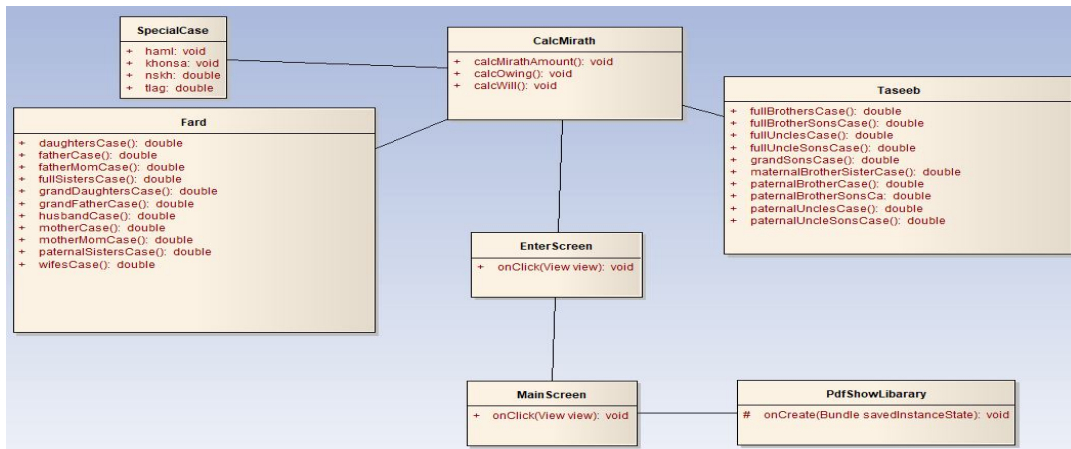 SpecialCase
+ haml: void
+ khonsa: void
+ nskh: double
+ tlag: double
CalcMirath
+ calcMirathAmount(): void
+ calcOwing(): void
+ calcWill(): void
Taseeb
+ fullBrothersCase(): double
+ fullBrotherSonsCase(): double
+ fullUnclesCase(): double
+ fullUncleSonsCase(): double
+ grandSonsCase(): double
+ maternalBrotherSisterCase(): double
+ paternalBrotherCase(): double
+ paternalBrotherSonsCa: double
+ paternalUnclesCase(): double
+ paternalUncleSonsCase(): double
Fard
+ daughtersCase(): double
+ fatherCase(): double
+ fatherMomCase(): double
+ fullSistersCase(): double
+ grandDaughtersCase(): double
+ grandFatherCase(): double
+ husbandCase(): double
+ motherCase(): double
+ motherMomCase(): double
+ paternalSistersCase(): double
+ wifesCase(): double
EnterScreen
+ onClick(View view): void
MainScreen
+ onClick(View view): void
PdfShowLibarary
# onCreate(Bundle savedInstanceState): void